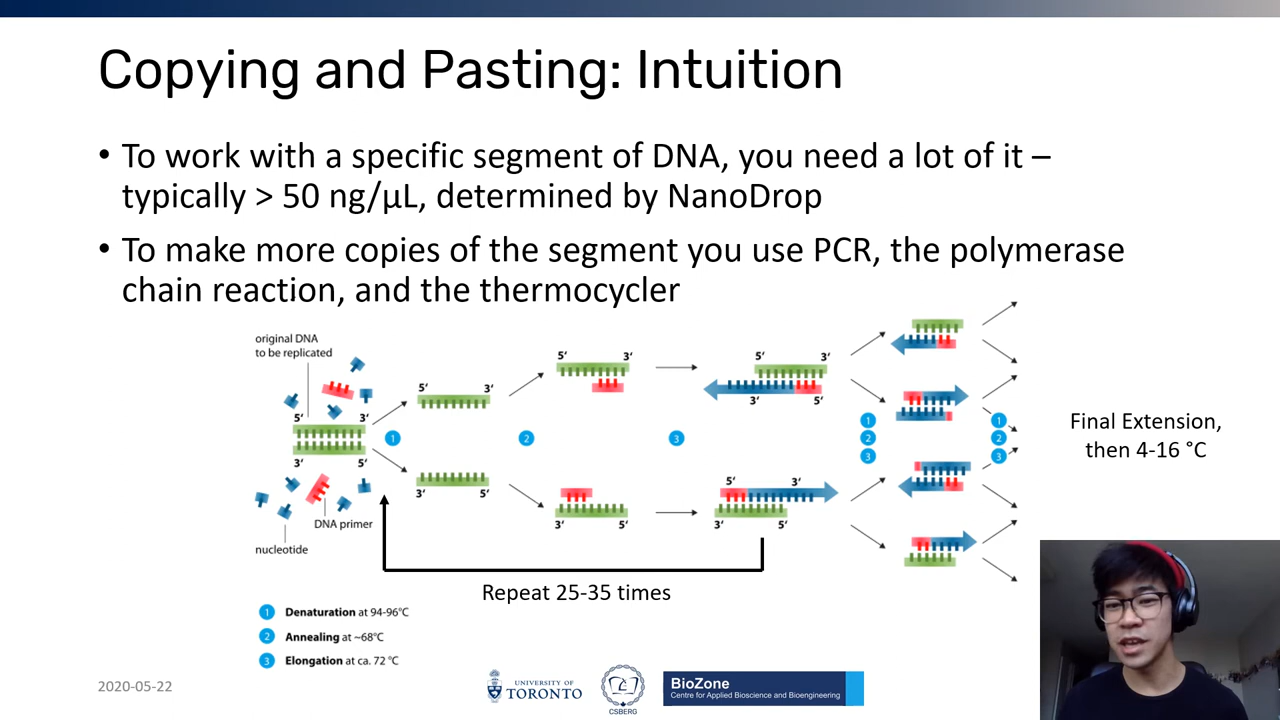 Copying and Pasting: Intuition
• To work with a specific segment of DNA, you need a lot of it –
typically > 50 ng/μL, determined by NanoDrop
• To make more copies of the segment you use PCR, the polymerase
chain reaction, and the thermocycler
original DNA
to be replicated
5' 3'
3' 5'
DNA primer
nucleotide
1
5' 3'
3' 5'
2
5' 3'
3' 5'
3
5' 3'
3' 5'
5' 3'
3' 5'
1
2
3
1
2
3
Final Extension,
then 4-16 °C
Repeat 25-35 times
1 Denaturation at 94-96°C
2 Annealing at ~68°C
3 Elongation at ca. 72 °C
2020-05-22
UNIVERSITY OF
TORONTO
CSBERG
BioZone
Centre for Applied Bioscience and Bioengineering